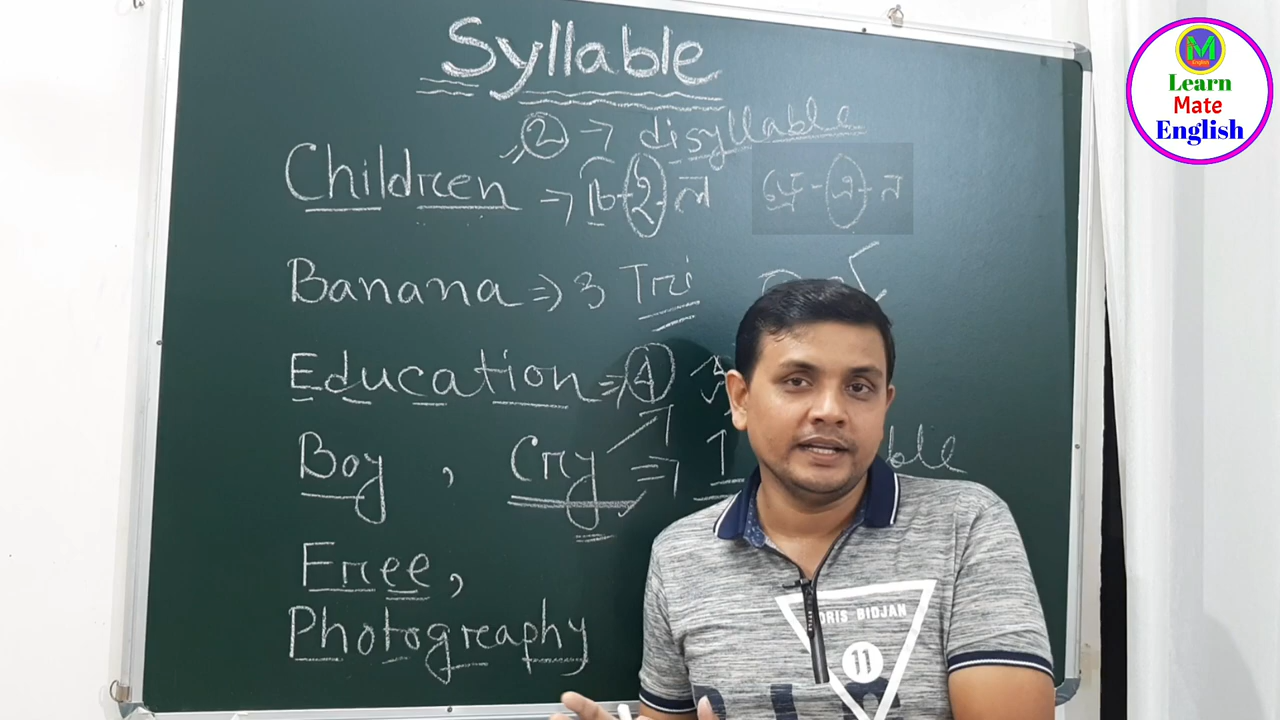 Syllable
2 → disyllable
Children ⇒ চ-ই-ল ড্রে-এ-ন
Banana ⇒ 3 Tri
Education ⇒ 4
Boy , Cry ⇒ 1
Free,
Photography
M
English
Learn
Mate
English
ORIS BIDJAN
11